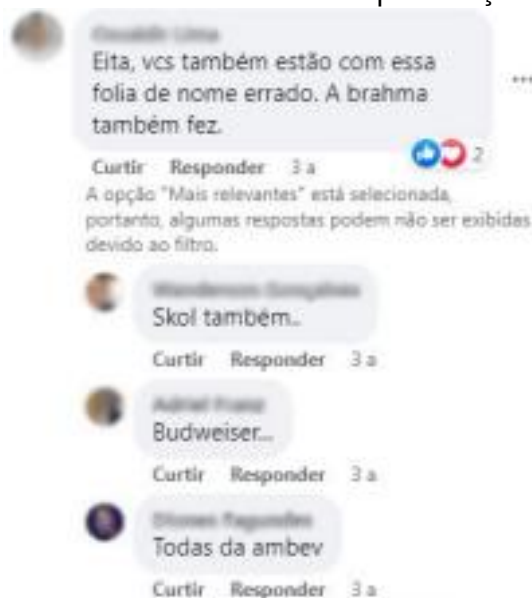 Eita, vcs também estão com essa
folia de nome errado. A brahma
também fez.
2
Curtir Responder 3 a
A opção "Mais relevantes" está selecionada,
portanto, algumas respostas podem não ser exibidas
devido ao filtro.
Skol também..
Curtir Responder 3 a
Budweiser...
Curtir Responder 3 a
Todas da ambev
Curtir Responder 3 a